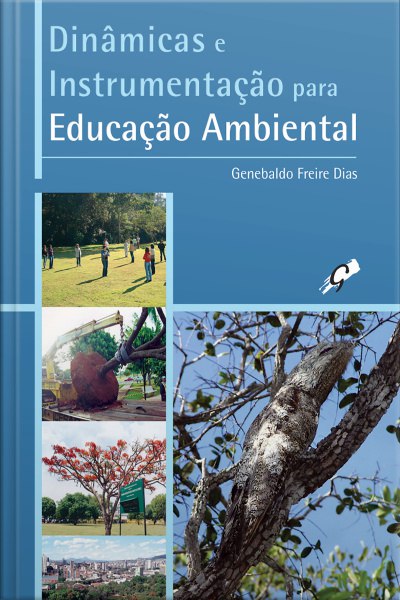 Dinâmicas e
Instrumentação para
Educação Ambiental
Genebaldo Freire Dias